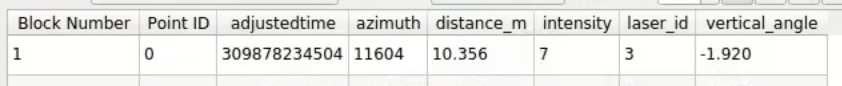 Block Number Point ID adjustedtime azimuth distance_m intensity laser_id vertical_angle
1 0 309878234504 11604 10.356 7 3 -1.920